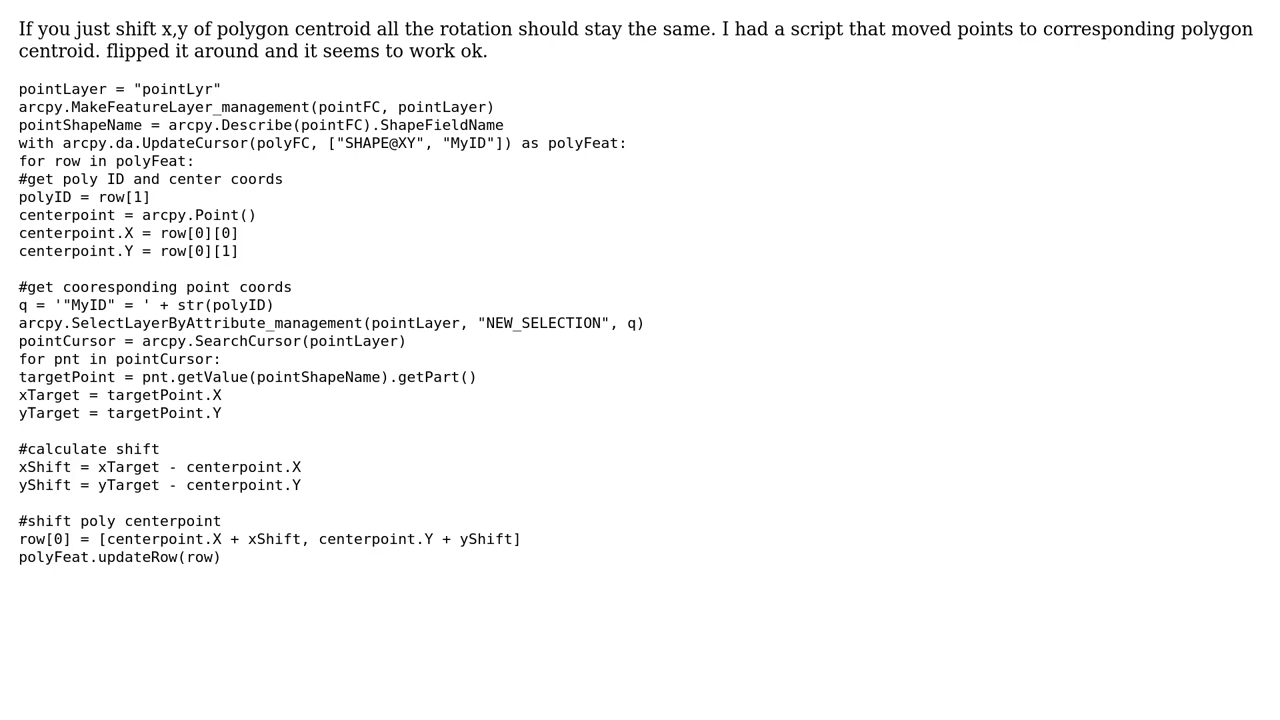 If you just shift x,y of polygon centroid all the rotation should stay the same. I had a script that moved points to corresponding polygon
centroid. flipped it around and it seems to work ok.
pointLayer = "pointLyr"
arcpy.MakeFeatureLayer_management(pointFC, pointLayer)
pointShapeName = arcpy.Describe(pointFC).ShapeFieldName
with arcpy.da.UpdateCursor(polyFC, ["SHAPE@XY", "MyID"]) as polyFeat:
for row in polyFeat:
#get poly ID and center coords
polyID = row[1]
centerpoint = arcpy.Point()
centerpoint.X = row[0][0]
centerpoint.Y = row[0][1]
#get cooresponding point coords
q = '"MyID" = ' + str(polyID)
arcpy.SelectLayerByAttribute_management(pointLayer, "NEW_SELECTION", q)
pointCursor = arcpy.SearchCursor(pointLayer)
for pnt in pointCursor:
targetPoint = pnt.getValue(pointShapeName).getPart()
xTarget = targetPoint.X
yTarget = targetPoint.Y
#calculate shift
xShift = xTarget - centerpoint.X
yShift = yTarget - centerpoint.Y
#shift poly centerpoint
row[0] = [centerpoint.X + xShift, centerpoint.Y + yShift]
polyFeat.updateRow(row)